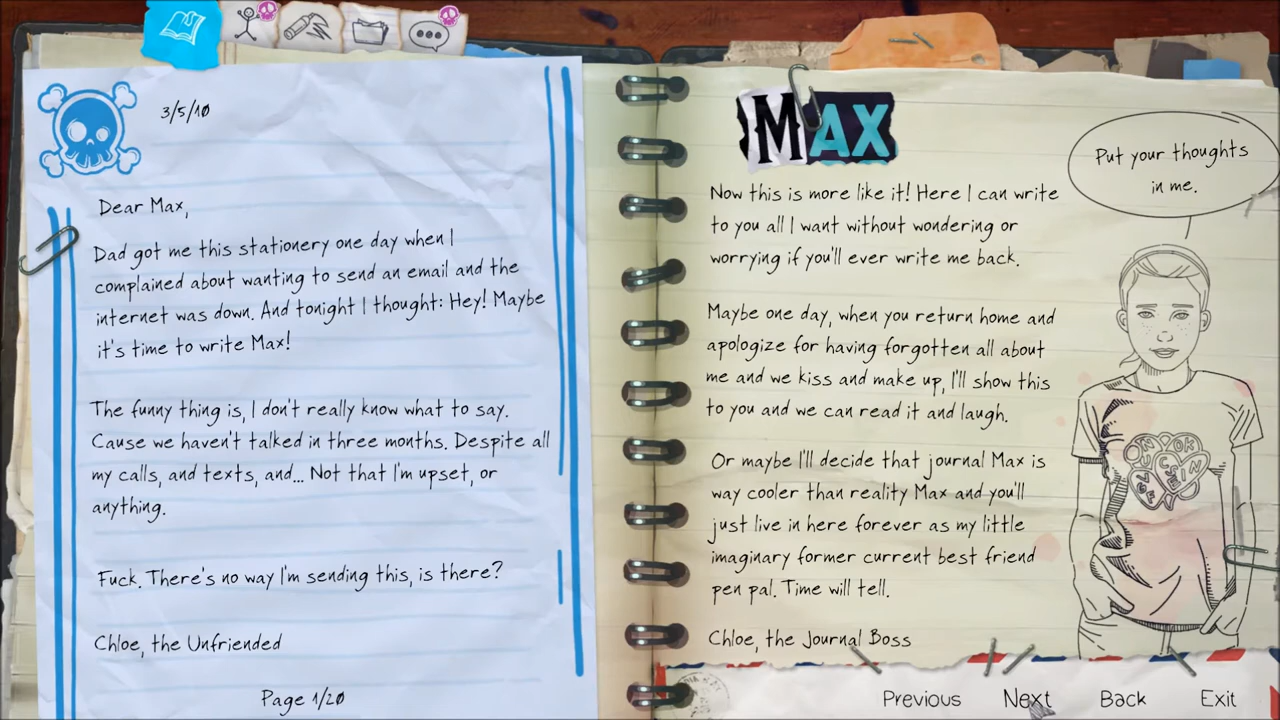 3/5/10
Dear Max,
Dad got me this stationery one day when I
complained about wanting to send an email and the
internet was down. And tonight I thought: Hey! Maybe
it's time to write Max!
The funny thing is, I don't really know what to say.
Cause we haven't talked in three months. Despite all
my calls, and texts, and... Not that I'm upset, or
anything.
Fuck. There's no way I'm sending this, is there?
Chloe, the Unfriended
Page 1/20
MAX
Now this is more like it! Here I can write
to you all I want without wondering or
worrying if you'll ever write me back.
Maybe one day, when you return home and
apologize for having forgotten all about
me and we kiss and make up, I'll show this
to you and we can read it and laugh.
Or maybe I'll decide that journal Max is
way cooler than reality Max and you'll
just live in here forever as my little
imaginary former current best friend
pen pal. Time will tell.
Chloe, the Journal Boss
Put your thoughts
in me.
Previous Next Back Exit